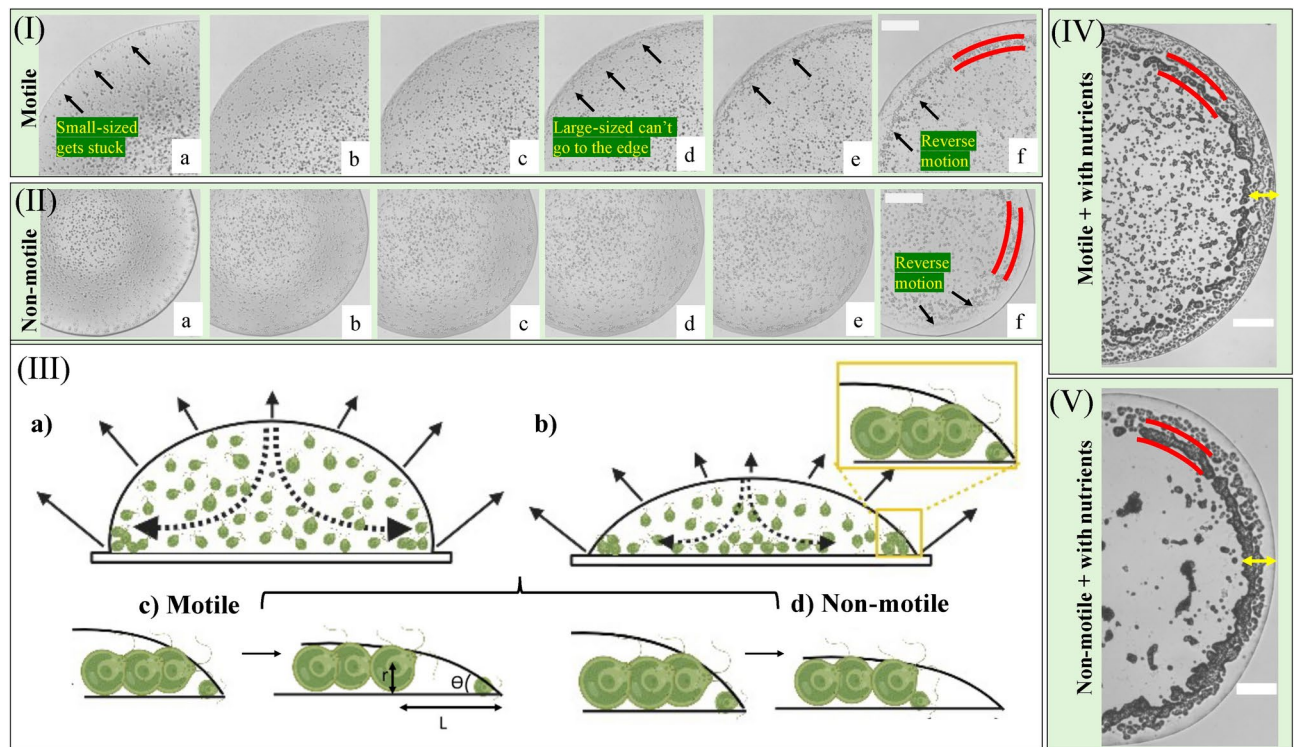 (I)
Motile
Small-sized
gets stuck
a
b
c
Large-sized can't
go to the edge
d
e
Reverse
motion
f
(II)
Non-motile
a
b
c
d
e
Reverse
motion
f
(III)
a)
b)
c) Motile
d) Non-motile
r
θ
L
(IV)
Motile + with nutrients
(V)
Non-motile + with nutrients